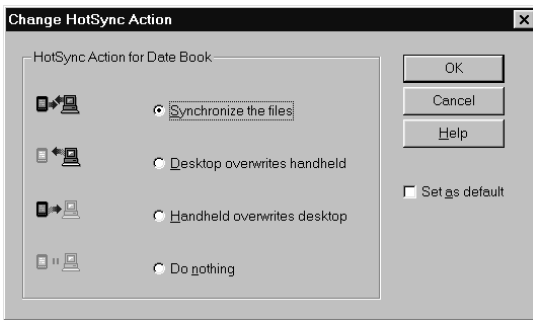 Change HotSync Action
HotSync Action for Date Book
Synchronize the files
Desktop overwrites handheld
Handheld overwrites desktop
Do nothing
OK
Cancel
Help
Set as default